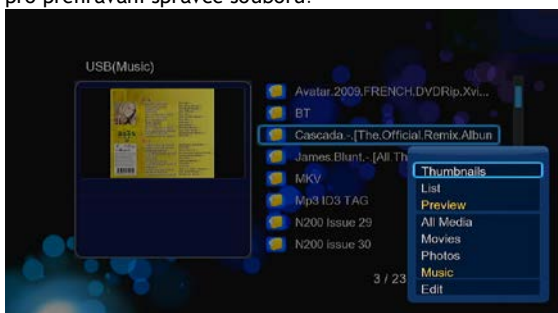 pro přehrávání správce souborů.
USB(Music)
Avatar.2009.FRENCH.DVDRip.Xvi...
BT
Cascada.-.[The.Official.Remix.Albun
James.Blunt.-.[All.Th
MKV
Mp3 ID3 TAG
N200 Issue 29
N200 issue 30
3 / 23
Thumbnails
List
Preview
All Media
Movies
Photos
Music
Edit